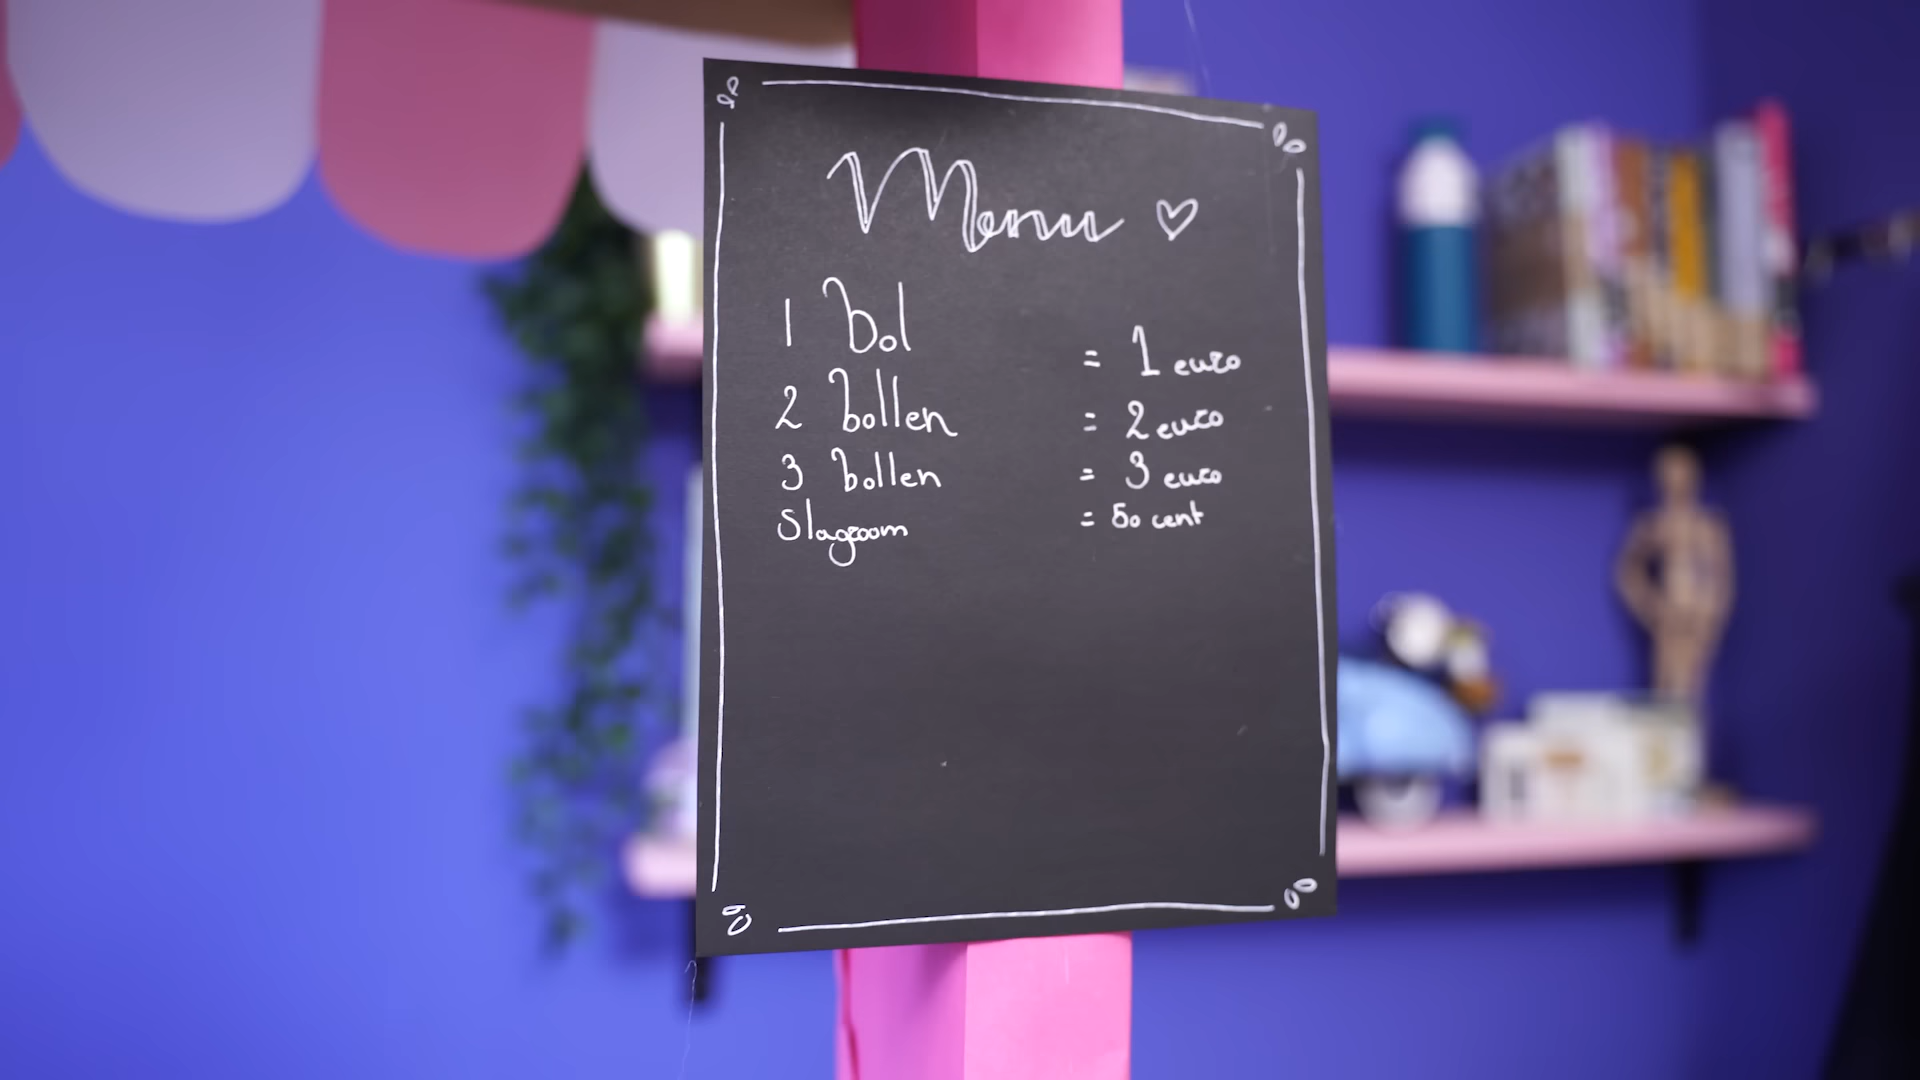 Menu ♡
1 Bol = 1 euro
2 bollen = 2 euro
3 bollen = 3 euro
Slagroom = 50 cent